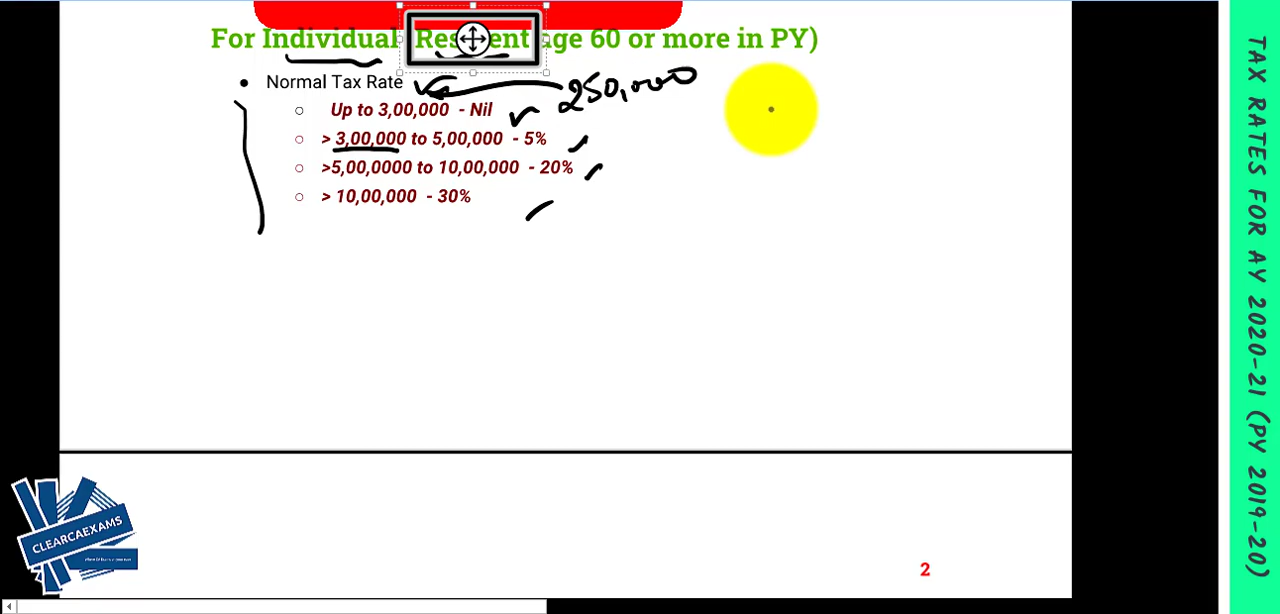 For Individual Resident age 60 or more in PY)
• Normal Tax Rate
250,000
○ Up to 3,00,000 - Nil
○ > 3,00,000 to 5,00,000 - 5%
○ >5,00,0000 to 10,00,000 - 20%
○ > 10,00,000 - 30%
CLEARCAEXAMS
2
TAX RATES FOR AY 2020-21 (PY 2019-20)